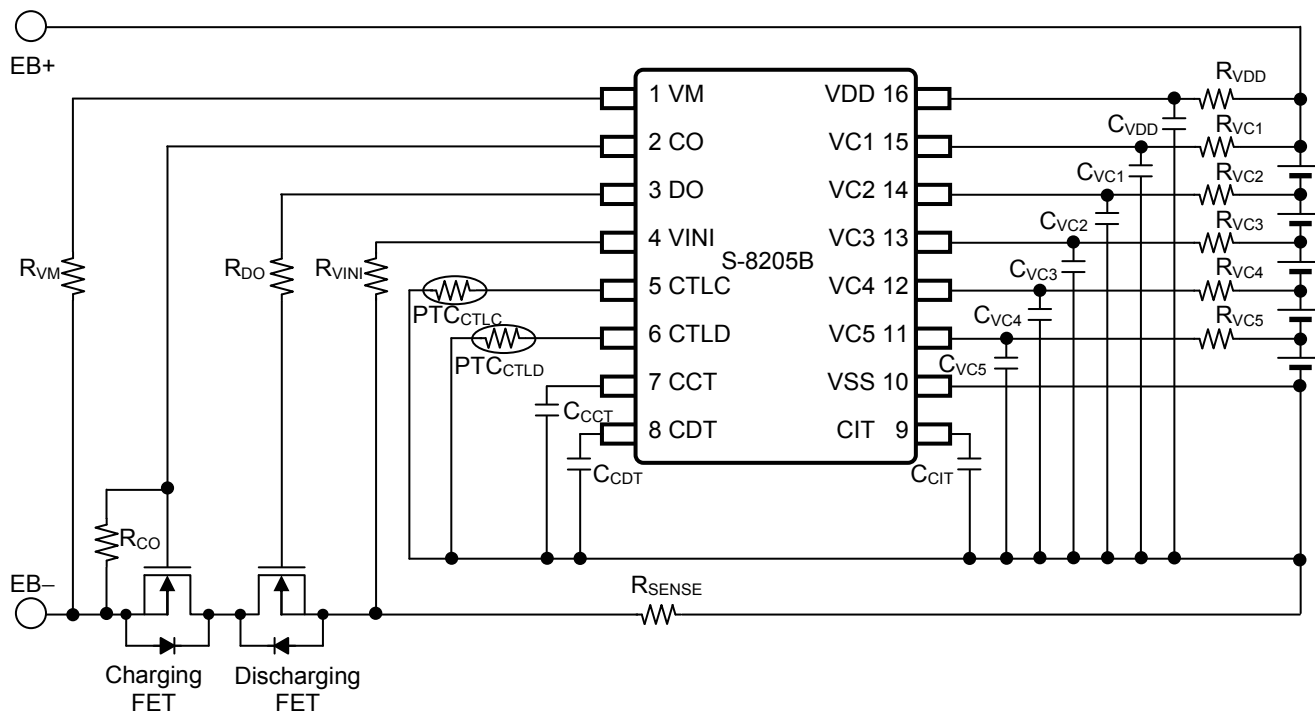 EB+
1 VM
2 CO
3 DO
4 VINI
5 CTLC
6 CTLD
7 CCT
8 CDT
S-8205B
VDD 16
VC1 15
VC2 14
VC3 13
VC4 12
VC5 11
VSS 10
CIT 9
RVDD
RVC1
RVC2
RVC3
RVC4
RVC5
CVDD
CVC1
CVC2
CVC3
CVC4
CVC5
CCIT
RVM
RDO
RVINI
PTCCTLC
PTCCTLD
CCCT
CCDT
RCO
EB–
RSENSE
Charging
FET
Discharging
FET